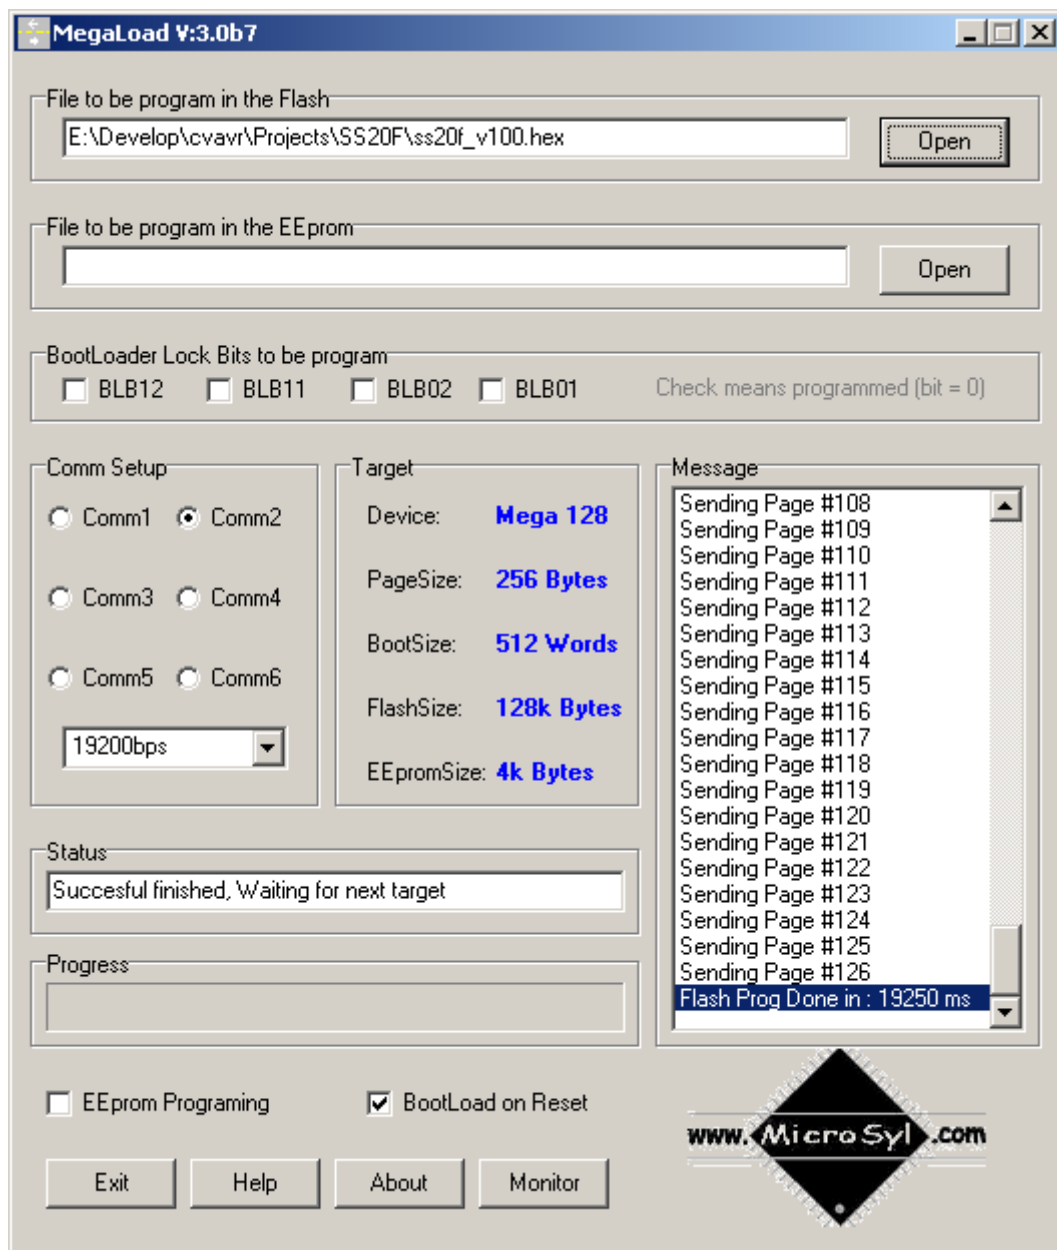 MegaLoad V:3.0b7
File to be program in the Flash
E:\Develop\cvavr\Projects\SS20F\ss20f_v100.hex
Open
File to be program in the EEprom
Open
BootLoader Lock Bits to be program
BLB12 BLB11 BLB02 BLB01 Check means programmed (bit = 0)
Comm Setup
Comm1 Comm2
Comm3 Comm4
Comm5 Comm6
19200bps
Target
Device: Mega 128
PageSize: 256 Bytes
BootSize: 512 Words
FlashSize: 128k Bytes
EEpromSize: 4k Bytes
Message
Sending Page #108
Sending Page #109
Sending Page #110
Sending Page #111
Sending Page #112
Sending Page #113
Sending Page #114
Sending Page #115
Sending Page #116
Sending Page #117
Sending Page #118
Sending Page #119
Sending Page #120
Sending Page #121
Sending Page #122
Sending Page #123
Sending Page #124
Sending Page #125
Sending Page #126
Flash Prog Done in : 19250 ms
Status
Succesful finished, Waiting for next target
Progress
EEprom Programing BootLoad on Reset
www.MicroSyl.com
Exit Help About Monitor